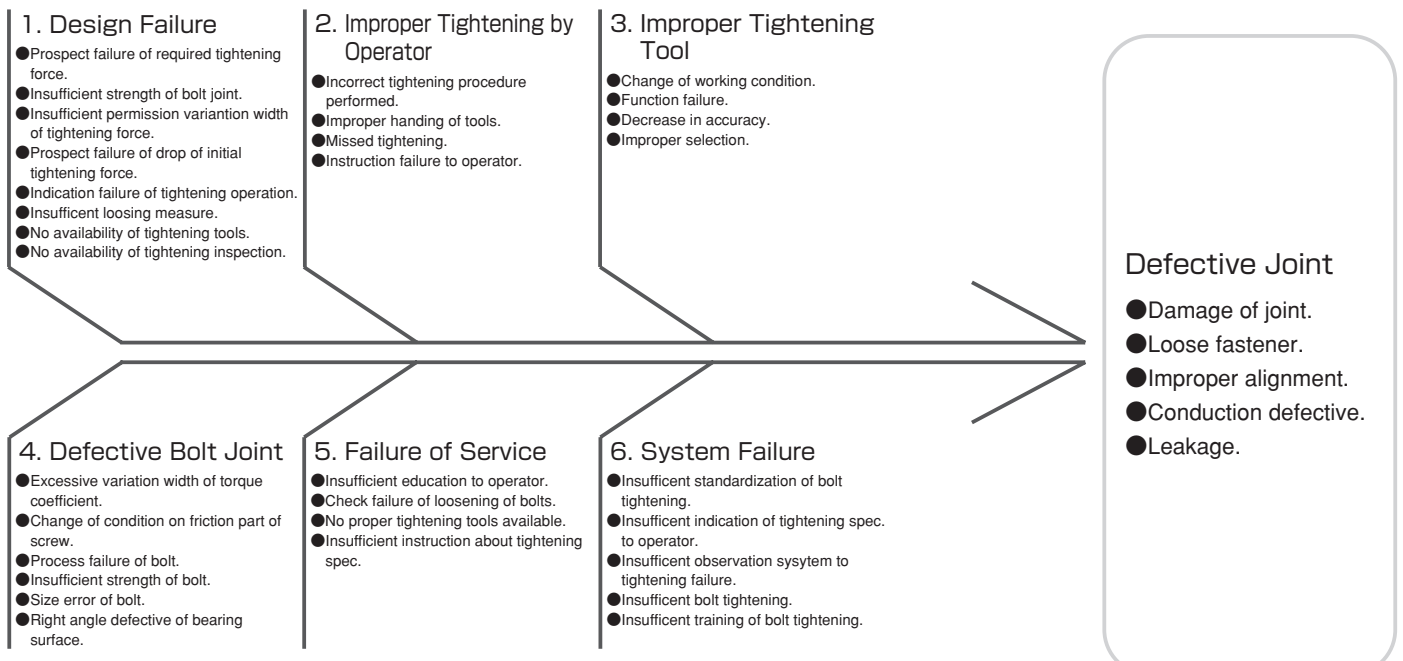 1. Design Failure
●Prospect failure of required tightening
force.
●Insufficient strength of bolt joint.
●Insufficient permission variantion width
of tightening force.
●Prospect failure of drop of initial
tightening force.
●Indication failure of tightening operation.
●Insufficent loosing measure.
●No availability of tightening tools.
●No availability of tightening inspection.
2. Improper Tightening by
Operator
●Incorrect tightening procedure
performed.
●Improper handing of tools.
●Missed tightening.
●Instruction failure to operator.
3. Improper Tightening
Tool
●Change of working condition.
●Function failure.
●Decrease in accuracy.
●Improper selection.
4. Defective Bolt Joint
●Excessive variation width of torque
coefficient.
●Change of condition on friction part of
screw.
●Process failure of bolt.
●Insufficient strength of bolt.
●Size error of bolt.
●Right angle defective of bearing
surface.
5. Failure of Service
●Insufficient education to operator.
●Check failure of loosening of bolts.
●No proper tightening tools available.
●Insufficient instruction about tightening
spec.
6. System Failure
●Insufficent standardization of bolt
tightening.
●Insufficent indication of tightening spec.
to operator.
●Insufficent observation sysytem to
tightening failure.
●Insufficent bolt tightening.
●Insufficent training of bolt tightening.
Defective Joint
●Damage of joint.
●Loose fastener.
●Improper alignment.
●Conduction defective.
●Leakage.